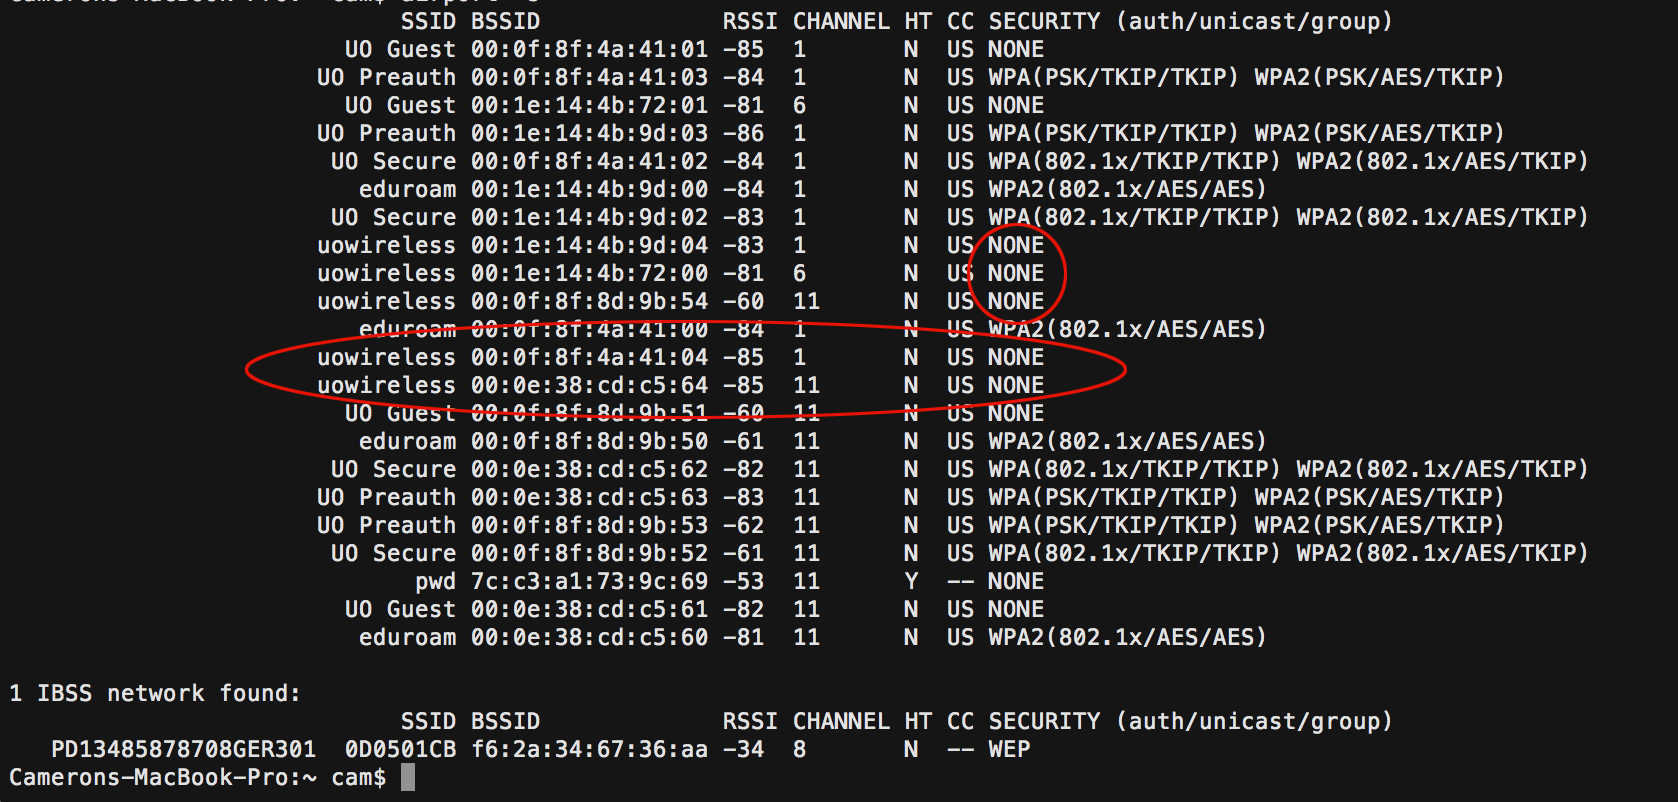 SSID BSSID RSSI CHANNEL HT CC SECURITY (auth/unicast/group)
UO Guest 00:0f:8f:4a:41:01 -85 1 N US NONE
UO Preauth 00:0f:8f:4a:41:03 -84 1 N US WPA(PSK/TKIP/TKIP) WPA2(PSK/AES/TKIP)
UO Guest 00:1e:14:4b:72:01 -81 6 N US NONE
UO Preauth 00:1e:14:4b:9d:03 -86 1 N US WPA(PSK/TKIP/TKIP) WPA2(PSK/AES/TKIP)
UO Secure 00:0f:8f:4a:41:02 -84 1 N US WPA(802.1x/TKIP/TKIP) WPA2(802.1x/AES/TKIP)
eduroam 00:1e:14:4b:9d:00 -84 1 N US WPA2(802.1x/AES/AES)
UO Secure 00:1e:14:4b:9d:02 -83 1 N US WPA(802.1x/TKIP/TKIP) WPA2(802.1x/AES/TKIP)
uowireless 00:1e:14:4b:9d:04 -83 1 N US NONE
uowireless 00:1e:14:4b:72:00 -81 6 N US NONE
uowireless 00:0f:8f:8d:9b:54 -60 11 N US NONE
eduroam 00:0f:8f:4a:41:00 -84 1 N US WPA2(802.1x/AES/AES)
uowireless 00:0f:8f:4a:41:04 -85 1 N US NONE
uowireless 00:0e:38:cd:c5:64 -85 11 N US NONE
UO Guest 00:0f:8f:8d:9b:51 -60 11 N US NONE
eduroam 00:0f:8f:8d:9b:50 -61 11 N US WPA2(802.1x/AES/AES)
UO Secure 00:0e:38:cd:c5:62 -82 11 N US WPA(802.1x/TKIP/TKIP) WPA2(802.1x/AES/TKIP)
UO Preauth 00:0e:38:cd:c5:63 -83 11 N US WPA(PSK/TKIP/TKIP) WPA2(PSK/AES/TKIP)
UO Preauth 00:0f:8f:8d:9b:53 -62 11 N US WPA(PSK/TKIP/TKIP) WPA2(PSK/AES/TKIP)
UO Secure 00:0f:8f:8d:9b:52 -61 11 N US WPA(802.1x/TKIP/TKIP) WPA2(802.1x/AES/TKIP)
pwd 7c:c3:a1:73:9c:69 -53 11 Y -- NONE
UO Guest 00:0e:38:cd:c5:61 -82 11 N US NONE
eduroam 00:0e:38:cd:c5:60 -81 11 N US WPA2(802.1x/AES/AES)
1 IBSS network found:
SSID BSSID RSSI CHANNEL HT CC SECURITY (auth/unicast/group)
PD13485878708GER301 0D0501CB f6:2a:34:67:36:aa -34 8 N -- WEP
Camerons-MacBook-Pro:~ cam$